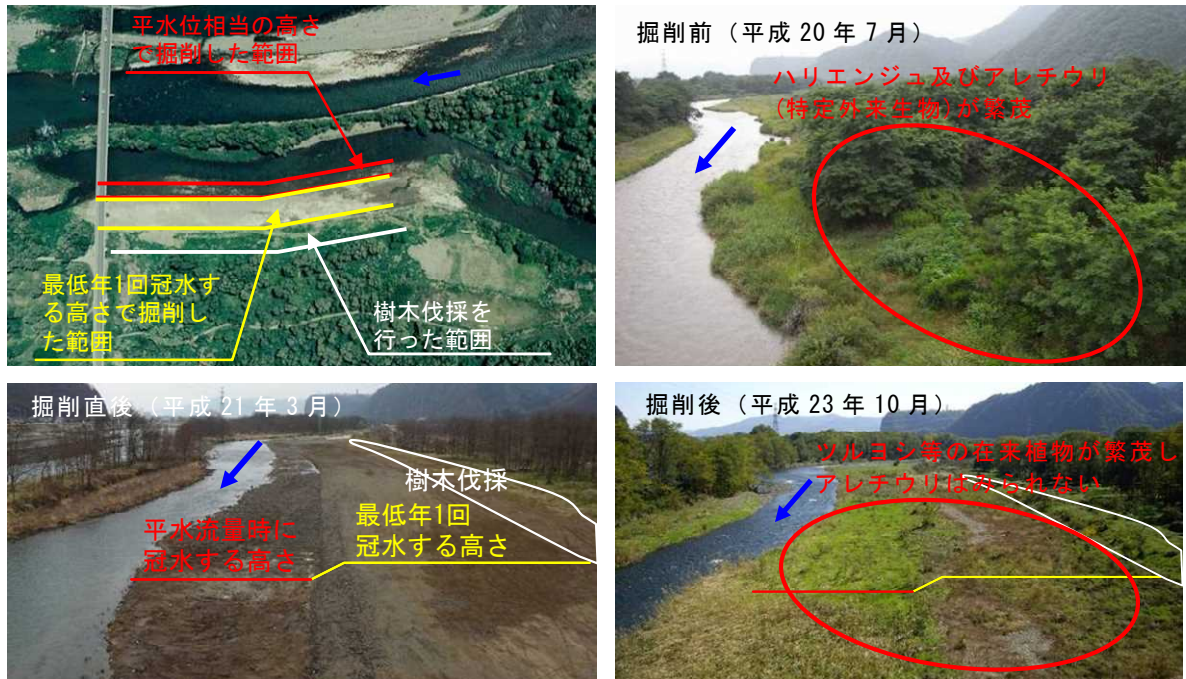 平水位相当の高さ
で掘削した範囲
最低年1回冠水す
る高さで掘削し
た範囲
樹木伐採を
行った範囲
掘削前(平成 20 年 7 月)
ハリエンジュ及びアレチウリ
(特定外来生物)が繁茂
掘削直後(平成 21 年 3 月)
樹木伐採
最低年1回
冠水する高さ
平水流量時に
冠水する高さ
掘削後(平成 23 年 10 月)
ツルヨシ等の在来植物が繁茂し
アレチウリはみられない